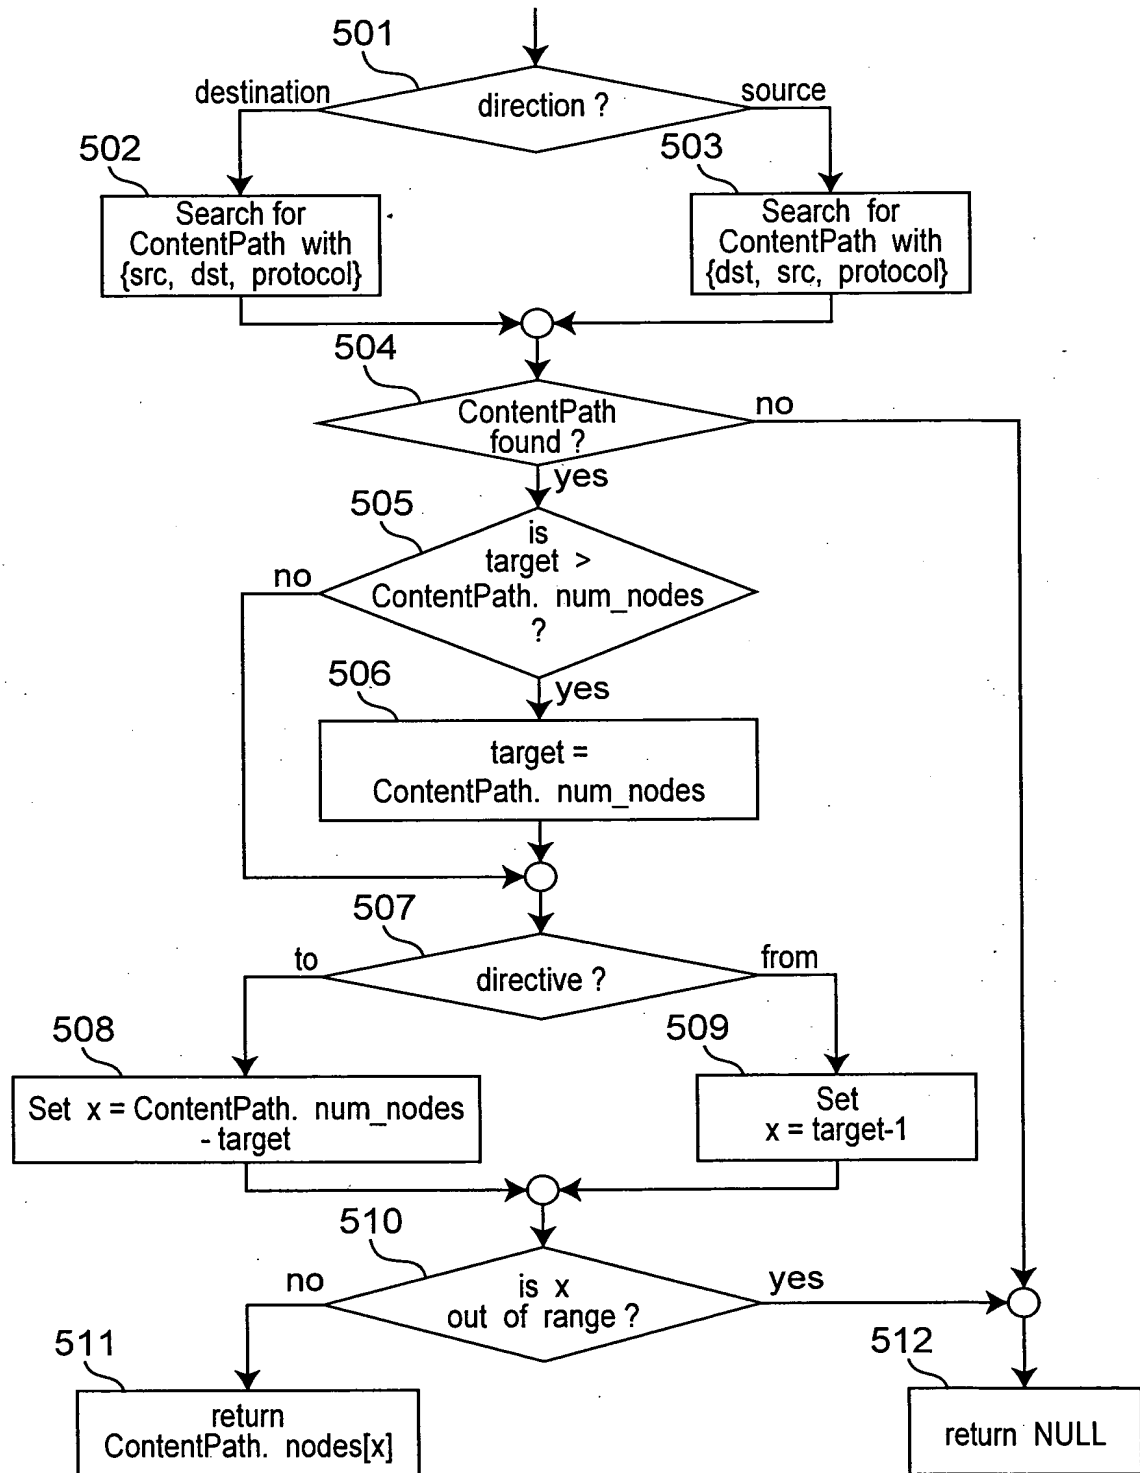 501
destination
direction ?
source
502
503
Search for
ContentPath with
{src, dst, protocol}
Search for
ContentPath with
{dst, src, protocol}
504
ContentPath
found ?
no
yes
505
is
target >
ContentPath. num_nodes
?
no
yes
506
target =
ContentPath. num_nodes
507
to
directive ?
from
508
509
Set x = ContentPath. num_nodes
- target
Set
x = target-1
510
no
is x
out of range ?
yes
511
512
return
ContentPath. nodes[x]
return NULL